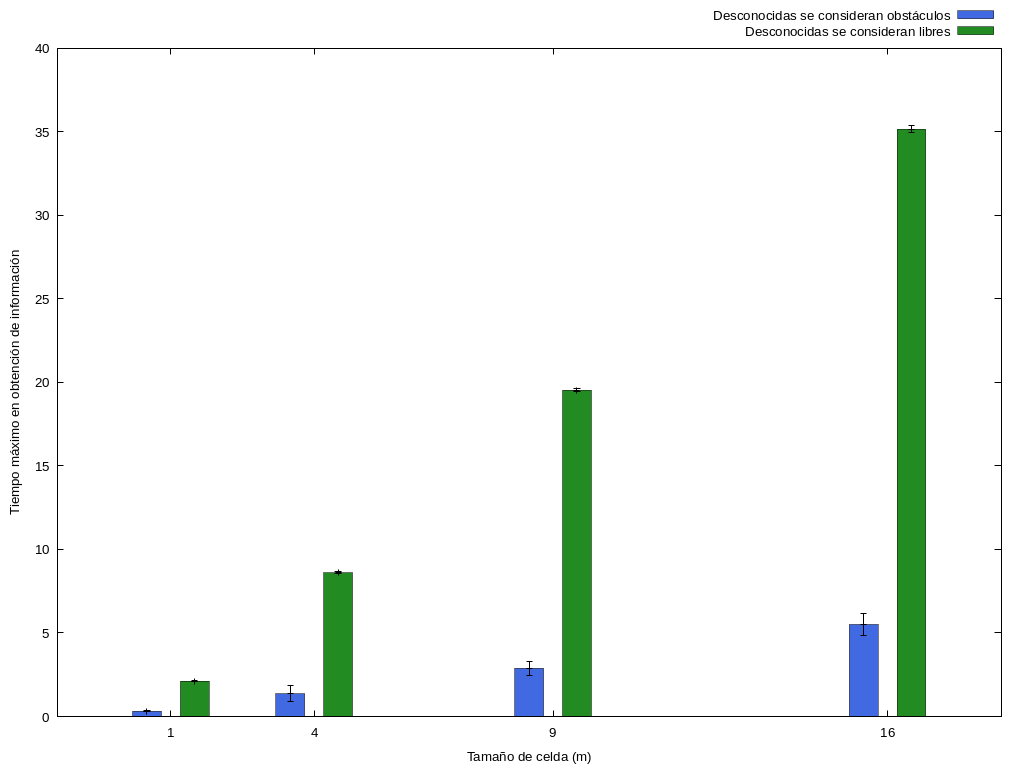 Desconocidas se consideran obstáculos
Desconocidas se consideran libres
40
35
30
25
20
15
10
5
0
Tiempo máximo en obtención de información
1 4 9 16
Tamaño de celda (m)